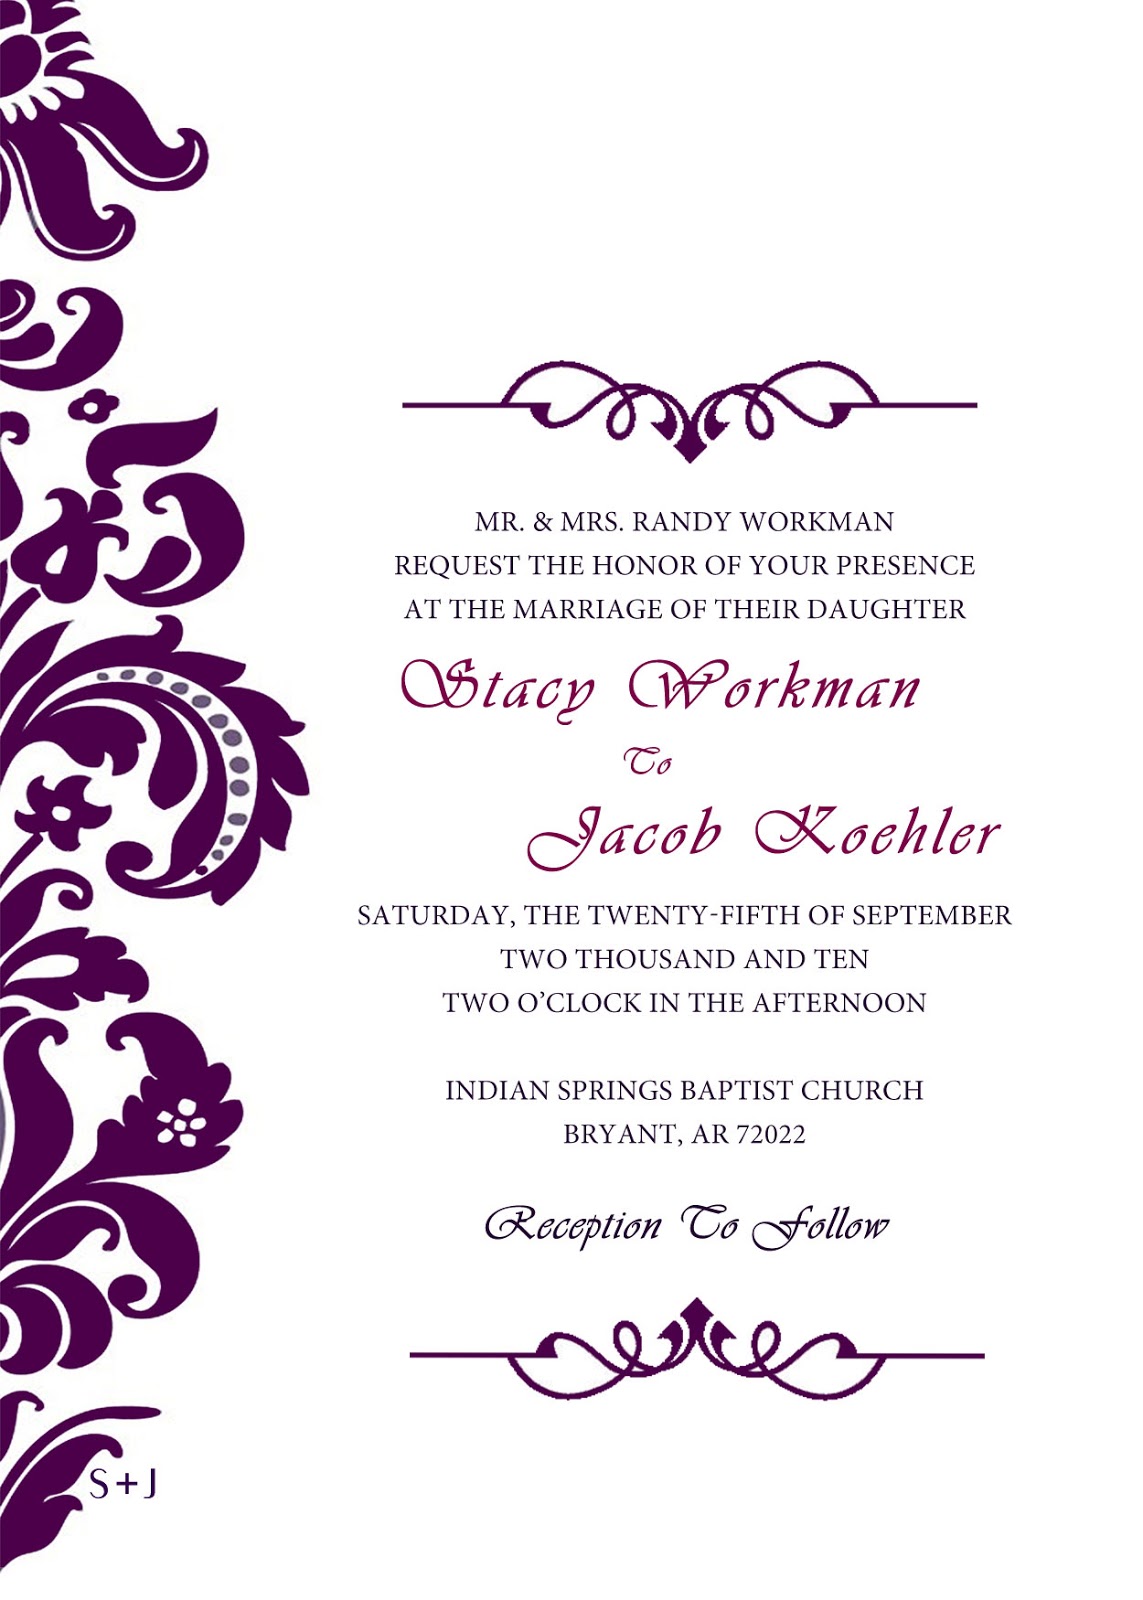 MR. & MRS. RANDY WORKMAN
REQUEST THE HONOR OF YOUR PRESENCE
AT THE MARRIAGE OF THEIR DAUGHTER
Stacy Workman
To
Jacob Koehler
SATURDAY, THE TWENTY-FIFTH OF SEPTEMBER
TWO THOUSAND AND TEN
TWO O’CLOCK IN THE AFTERNOON
INDIAN SPRINGS BAPTIST CHURCH
BRYANT, AR 72022
Reception To Follow
S+J